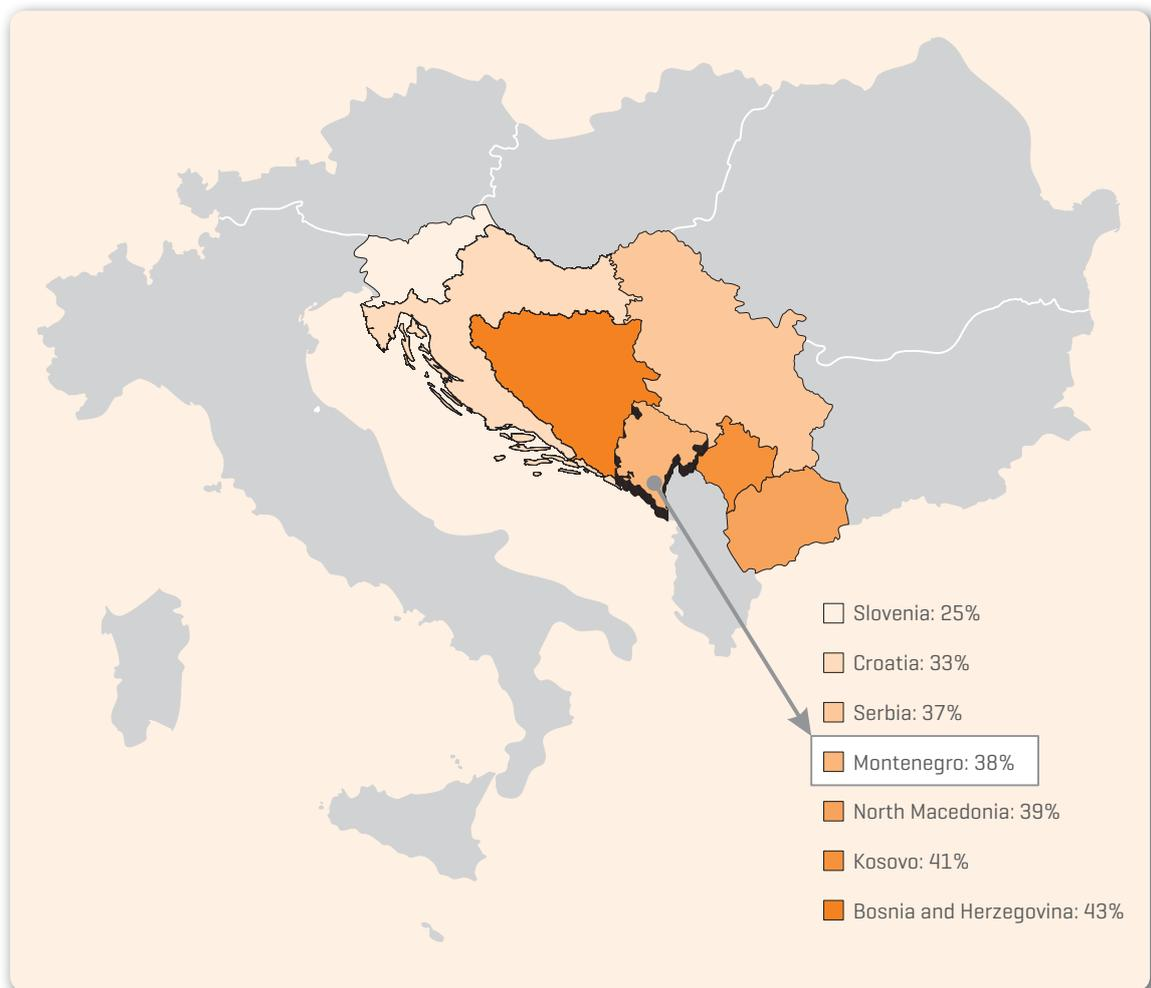 Slovenia: 25%
Croatia: 33%
Serbia: 37%
Montenegro: 38%
North Macedonia: 39%
Kosovo: 41%
Bosnia and Herzegovina: 43%